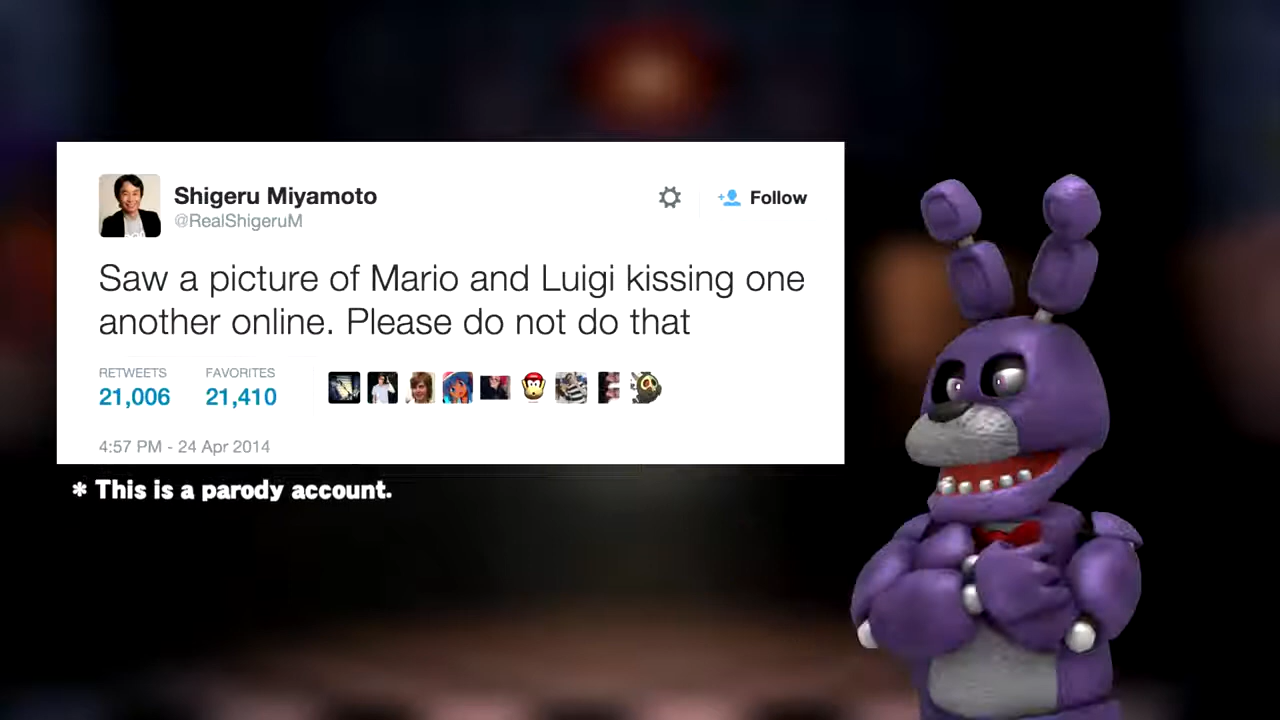 Shigeru Miyamoto
@RealShigeruM
Follow
Saw a picture of Mario and Luigi kissing one
another online. Please do not do that
RETWEETS FAVORITES
21,006 21,410
4:57 PM - 24 Apr 2014
* This is a parody account.